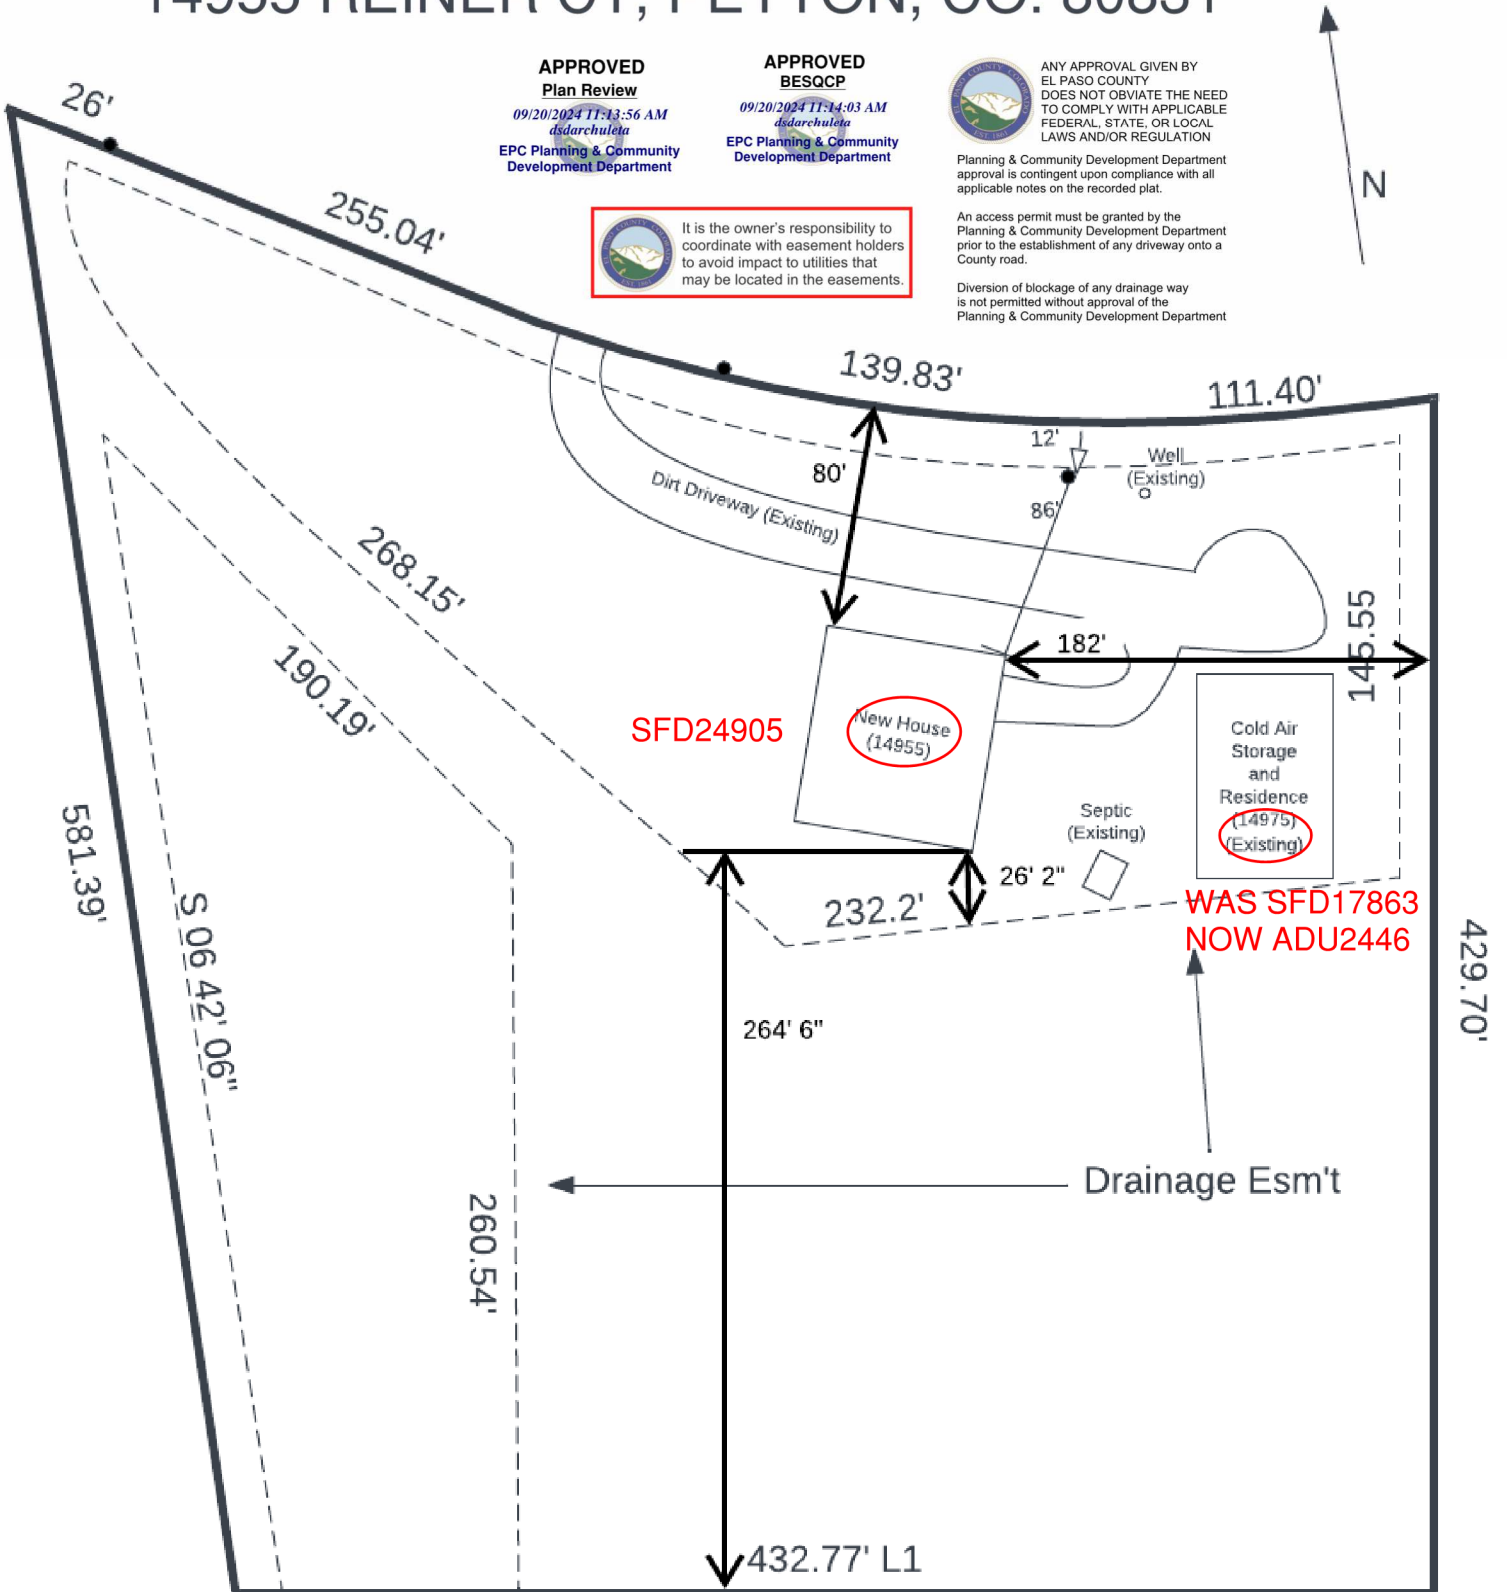 14955 REINER CT, PEYTON, CO. 80831
APPROVED
Plan Review
09/20/2024 11:13:56 AM
dsdarchuleta
EPC Planning & Community
Development Department
APPROVED
BESQCP
09/20/2024 11:14:03 AM
dsdarchuleta
EPC Planning & Community
Development Department
ANY APPROVAL GIVEN BY
EL PASO COUNTY
DOES NOT OBVIATE THE NEED
TO COMPLY WITH APPLICABLE
FEDERAL, STATE, OR LOCAL
LAWS AND/OR REGULATION
Planning & Community Development Department
approval is contingent upon compliance with all
applicable notes on the recorded plat.
An access permit must be granted by the
Planning & Community Development Department
prior to the establishment of any driveway onto a
County road.
Diversion of blockage of any drainage way
is not permitted without approval of the
Planning & Community Development Department
It is the owner's responsibility to
coordinate with easement holders
to avoid impact to utilities that
may be located in the easements.
N
26'
255.04'
139.83'
111.40'
12'
Well
(Existing)
80'
86'
Dirt Driveway (Existing)
268.15'
190.19'
182'
145.55
SFD24905
New House
(14955)
Cold Air
Storage
and
Residence
(14975)
(Existing)
Septic
(Existing)
581.39'
S 06 42' 06"
26' 2"
232.2'
WAS SFD17863
NOW ADU2446
429.70'
264' 6"
Drainage Esm't
260.54'
432.77' L1